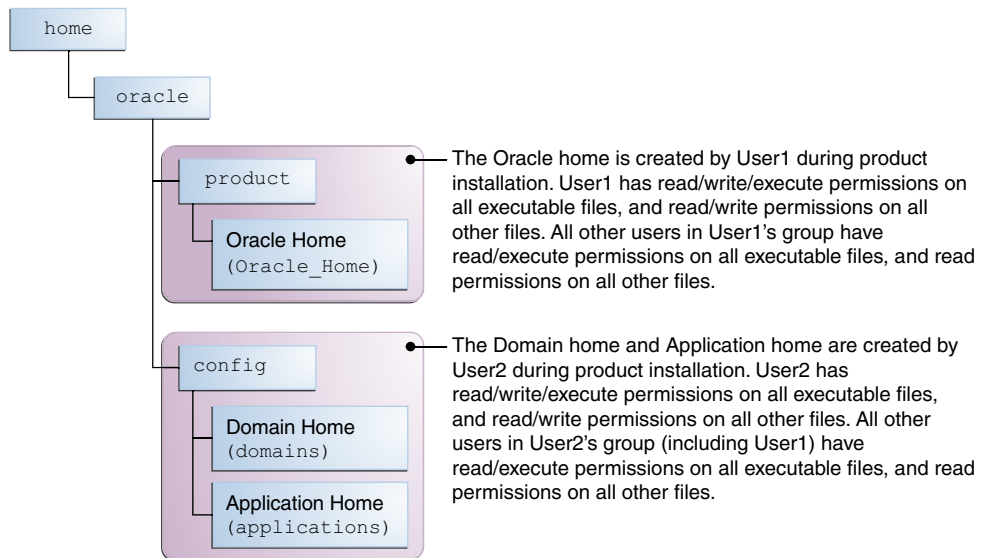 home
oracle
product
Oracle Home
(Oracle_Home)
The Oracle home is created by User1 during product
installation. User1 has read/write/execute permissions on
all executable files, and read/write permissions on all
other files. All other users in User1's group have
read/execute permissions on all executable files, and read
permissions on all other files.
config
Domain Home
(domains)
Application Home
(applications)
The Domain home and Application home are created by
User2 during product installation. User2 has
read/write/execute permissions on all executable files,
and read/write permissions on all other files. All other
users in User2's group (including User1) have
read/execute permissions on all executable files, and read
permissions on all other files.